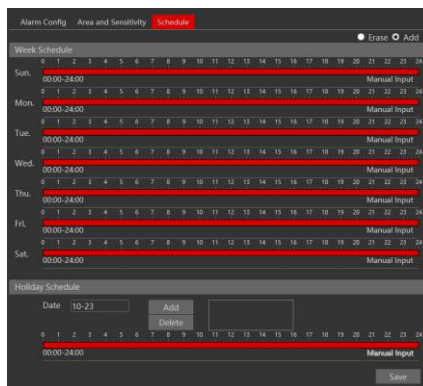 Alarm Config Area and Sensitivity Schedule
Erase Add
Week Schedule
0 1 2 3 4 5 6 7 8 9 10 11 12 13 14 15 16 17 18 19 20 21 22 23 24
Sun.
00:00-24:00 Manual Input
0 1 2 3 4 5 6 7 8 9 10 11 12 13 14 15 16 17 18 19 20 21 22 23 24
Mon.
00:00-24:00 Manual Input
0 1 2 3 4 5 6 7 8 9 10 11 12 13 14 15 16 17 18 19 20 21 22 23 24
Tue.
00:00-24:00 Manual Input
0 1 2 3 4 5 6 7 8 9 10 11 12 13 14 15 16 17 18 19 20 21 22 23 24
Wed.
00:00-24:00 Manual Input
0 1 2 3 4 5 6 7 8 9 10 11 12 13 14 15 16 17 18 19 20 21 22 23 24
Thu.
00:00-24:00 Manual Input
0 1 2 3 4 5 6 7 8 9 10 11 12 13 14 15 16 17 18 19 20 21 22 23 24
Fri.
00:00-24:00 Manual Input
0 1 2 3 4 5 6 7 8 9 10 11 12 13 14 15 16 17 18 19 20 21 22 23 24
Sat.
00:00-24:00 Manual Input
Holiday Schedule
Date 10-23 Add
Delete
0 1 2 3 4 5 6 7 8 9 10 11 12 13 14 15 16 17 18 19 20 21 22 23 24
00:00-24:00 Manual Input
Save